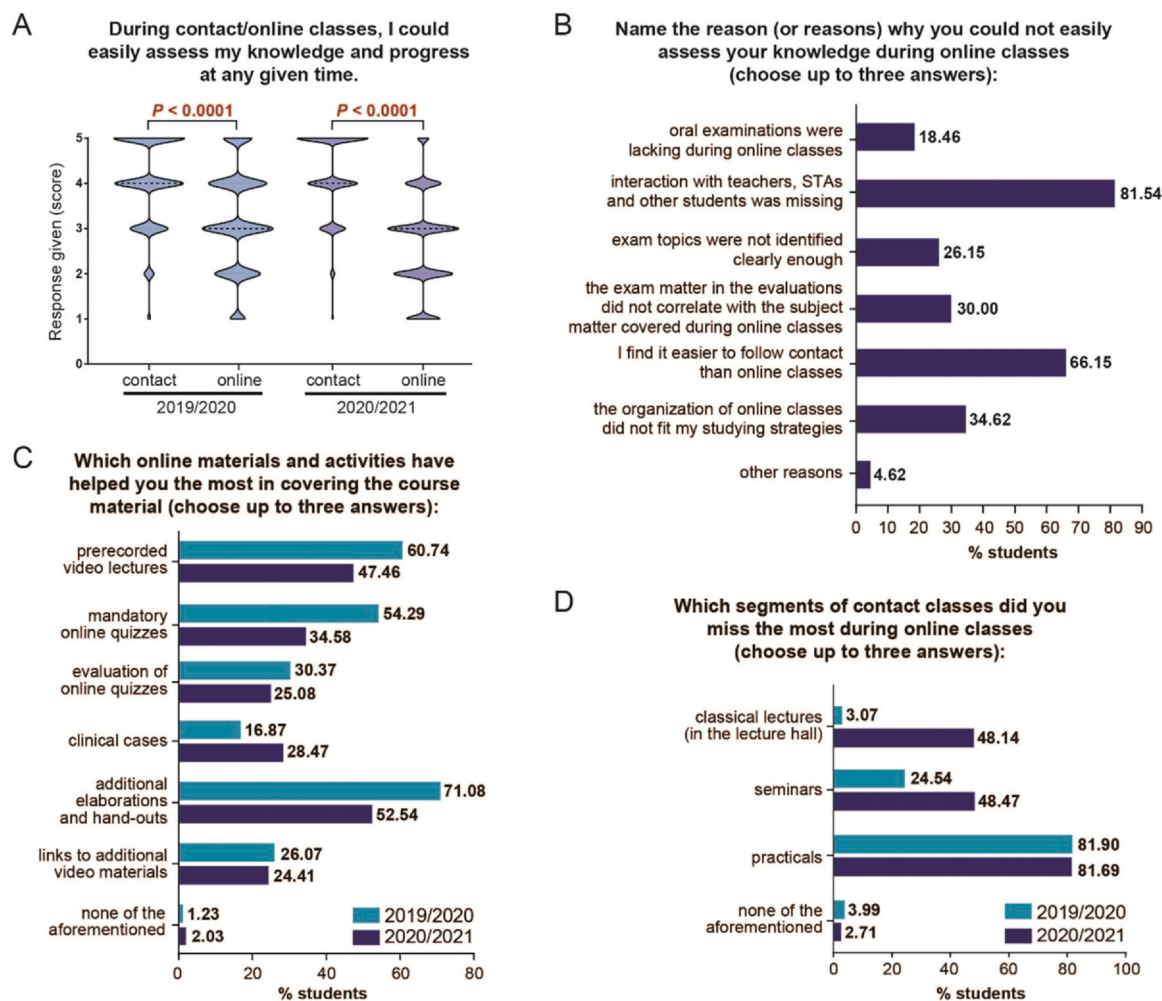 A
During contact/online classes, I could
easily assess my knowledge and progress
at any given time.
P < 0.0001
P < 0.0001
Response given (score)
5
4
3
2
1
0
contact
online
contact
online
2019/2020
2020/2021
B
Name the reason (or reasons) why you could not easily
assess your knowledge during online classes
(choose up to three answers):
oral examinations were
lacking during online classes
18.46
interaction with teachers, STAs
and other students was missing
81.54
exam topics were not identified
clearly enough
26.15
the exam matter in the evaluations
did not correlate with the subject
matter covered during online classes
30.00
I find it easier to follow contact
than online classes
66.15
the organization of online classes
did not fit my studying strategies
34.62
other reasons
4.62
0 10 20 30 40 50 60 70 80 90
% students
C
Which online materials and activities have
helped you the most in covering the course
material (choose up to three answers):
prerecorded
video lectures
60.74
47.46
mandatory
online quizzes
54.29
34.58
evaluation of
online quizzes
30.37
25.08
clinical cases
16.87
28.47
additional
elaborations
and hand-outs
71.08
52.54
links to additional
video materials
26.07
24.41
none of the
aforementioned
1.23
2.03
2019/2020
2020/2021
0 20 40 60 80
% students
D
Which segments of contact classes did you
miss the most during online classes
(choose up to three answers):
classical lectures
(in the lecture hall)
3.07
48.14
seminars
24.54
48.47
practicals
81.90
81.69
none of the
aforementioned
3.99
2.71
2019/2020
2020/2021
0 20 40 60 80 100
% students